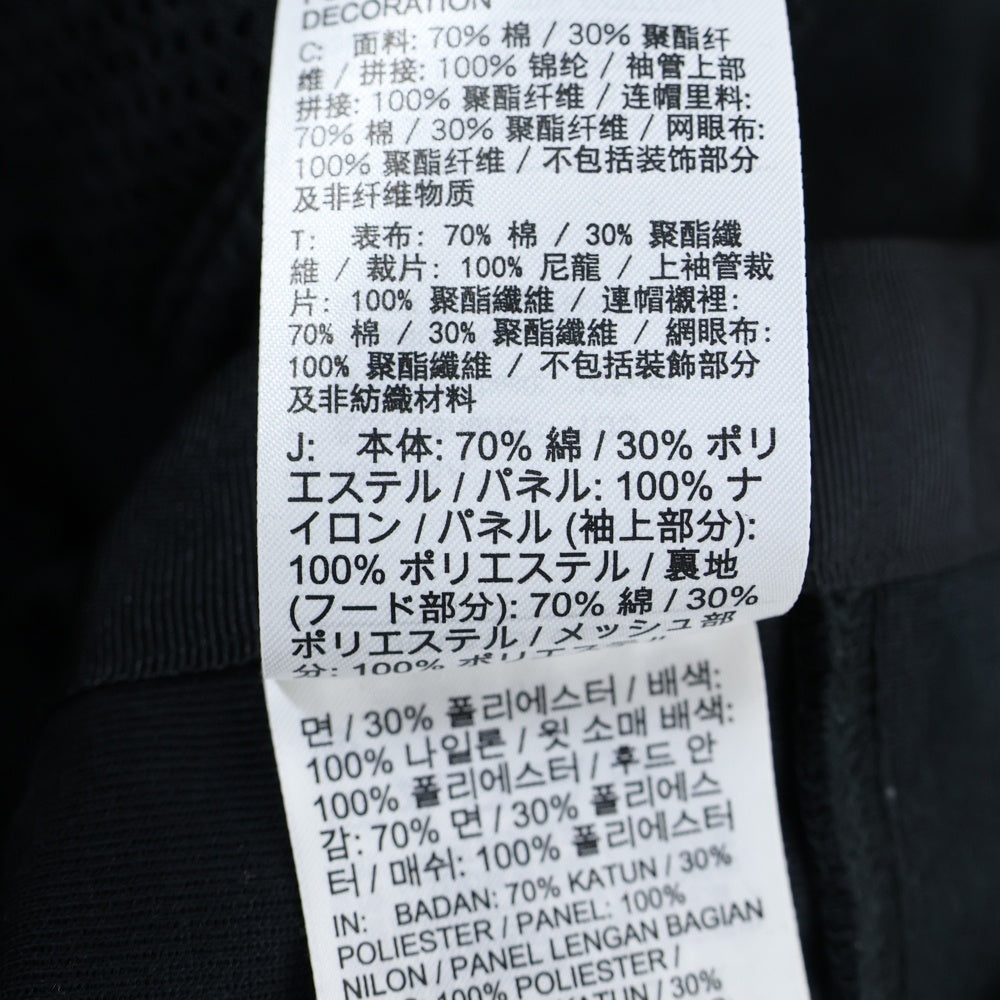 DECORATION
C: 面料: 70% 棉 / 30% 聚酯纤
维 / 拼接: 100% 锦纶 / 袖管上部
拼接: 100% 聚酯纤维 / 连帽里料:
70% 棉 / 30% 聚酯纤维 / 网眼布:
100% 聚酯纤维 / 不包括装饰部分
及非纤维物质
T: 表布: 70% 棉 / 30% 聚酯纖
維 / 裁片: 100% 尼龍 / 上袖管裁
片: 100% 聚酯纖維 / 連帽襯裡:
70% 棉 / 30% 聚酯纖維 / 網眼布:
100% 聚酯纖維 / 不包括裝飾部分
及非紡織材料
J: 本体: 70% 綿 / 30% ポリ
エステル / パネル: 100% ナ
イロン / パネル (袖上部分):
100% ポリエステル / 裏地
(フード部分): 70% 綿 / 30%
ポリエステル / メッシュ部
分: 100% ポリエステル
면 / 30% 폴리에스터 / 배색:
100% 나일론 / 윗 소매 배색:
100% 폴리에스터 / 후드 안
감: 70% 면 / 30% 폴리에스
터 / 매쉬: 100% 폴리에스터
IN: BADAN: 70% KATUN / 30%
POLIESTER / PANEL: 100%
NILON / PANEL LENGAN BAGIAN
100% POLIESTER /
KATUN / 30%